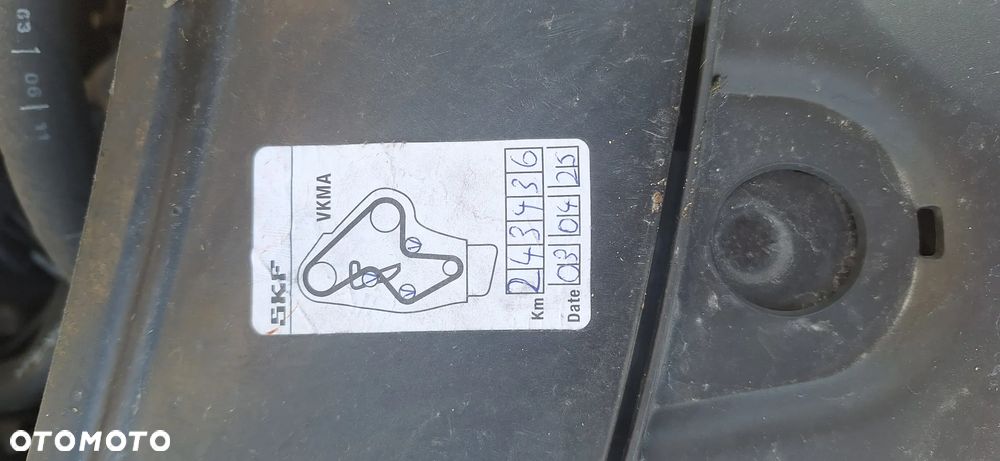 SKF
VKMA
Km 243436
Date 03 04 25
OTOMOTO